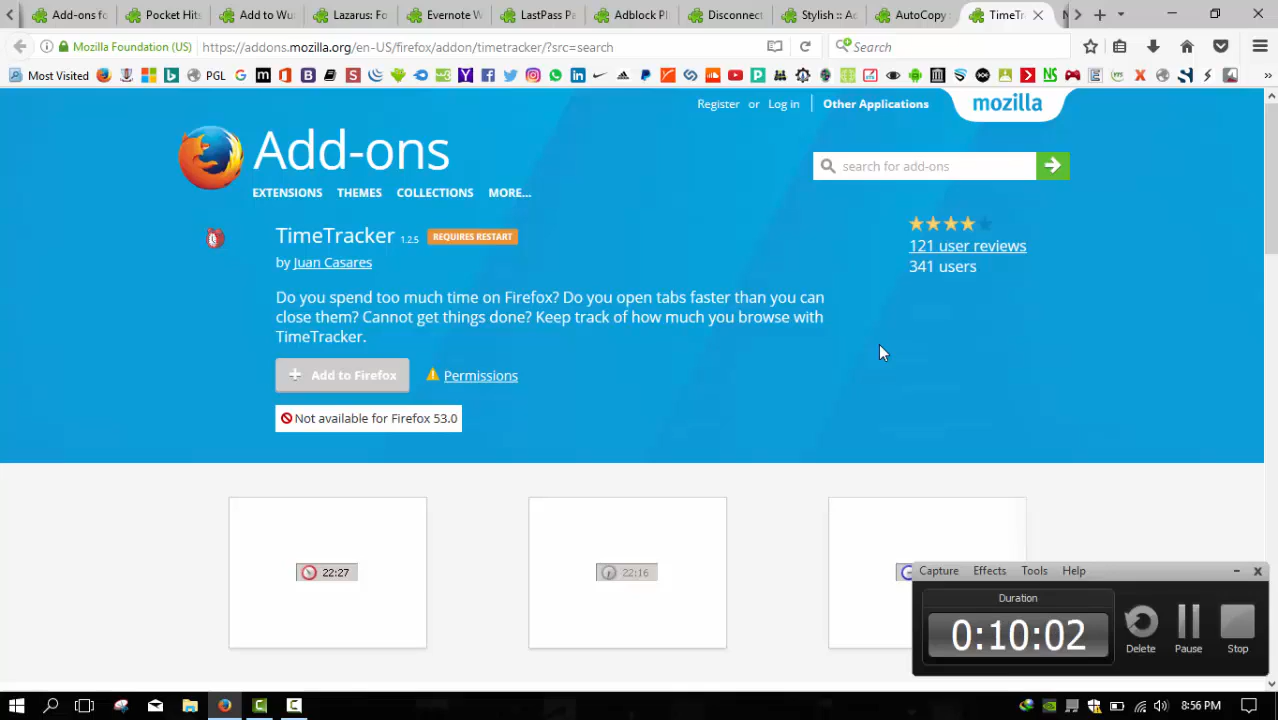 Add-ons fo
Pocket Hits
Add to Wu
Lazarus: Fo
Evernote W
LastPass Pa
Adblock Pl
Disconnect
Stylish :: Ad
AutoCopy
TimeTr
Mozilla Foundation (US)
https://addons.mozilla.org/en-US/firefox/addon/timetracker/?src=search
Search
Most Visited
PGL
Register or Log in
Other Applications
mozilla
Add-ons
search for add-ons
EXTENSIONS THEMES COLLECTIONS MORE...
TimeTracker 1.2.5 REQUIRES RESTART
by Juan Casares
121 user reviews
341 users
Do you spend too much time on Firefox? Do you open tabs faster than you can
close them? Cannot get things done? Keep track of how much you browse with
TimeTracker.
Add to Firefox
Permissions
Not available for Firefox 53.0
22:27
22:16
Capture Effects Tools Help
Duration
0:10:02
Delete
Pause
Stop
8:56 PM